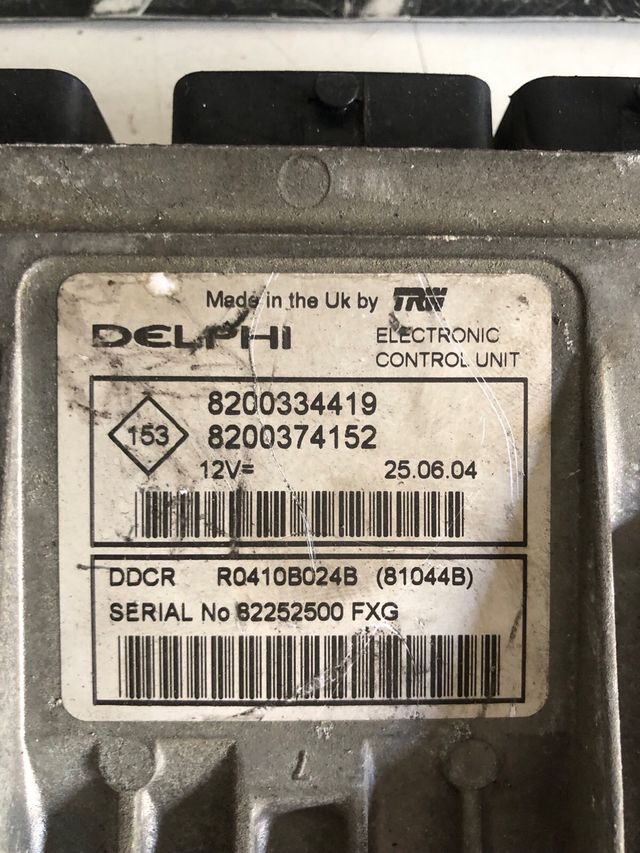 Made in the Uk by TRW
DELPHI
ELECTRONIC
CONTROL UNIT
153
8200334419
8200374152
12V=
25.06.04
DDCR R0410B024B (81044B)
SERIAL No 82252500 FXG